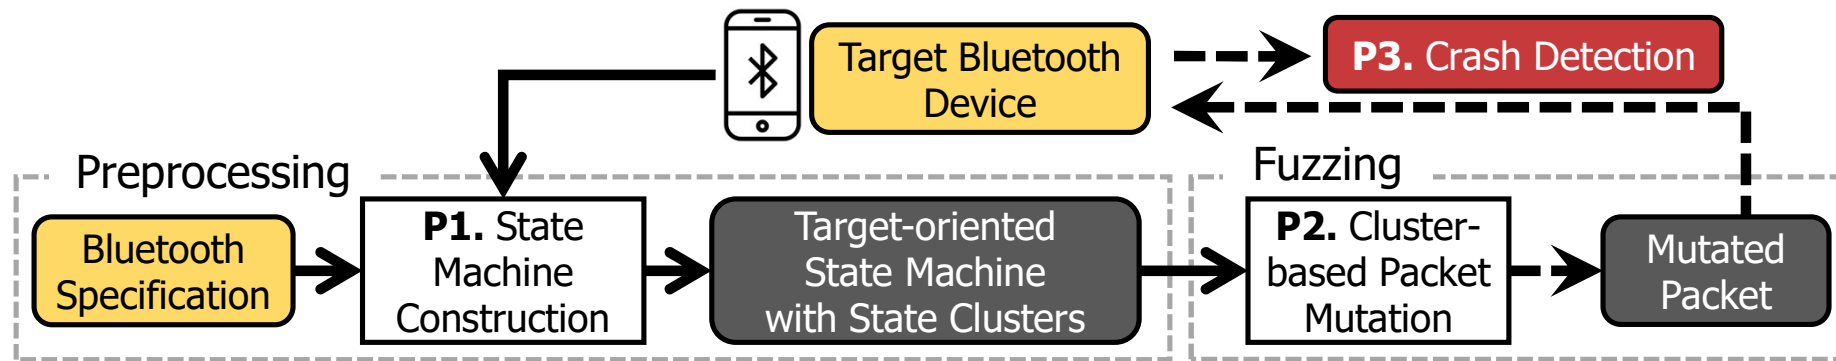 Target Bluetooth
Device
P3. Crash Detection
Preprocessing
Bluetooth
Specification
P1. State
Machine
Construction
Target-oriented
State Machine
with State Clusters
Fuzzing
P2. Cluster-
based Packet
Mutation
Mutated
Packet